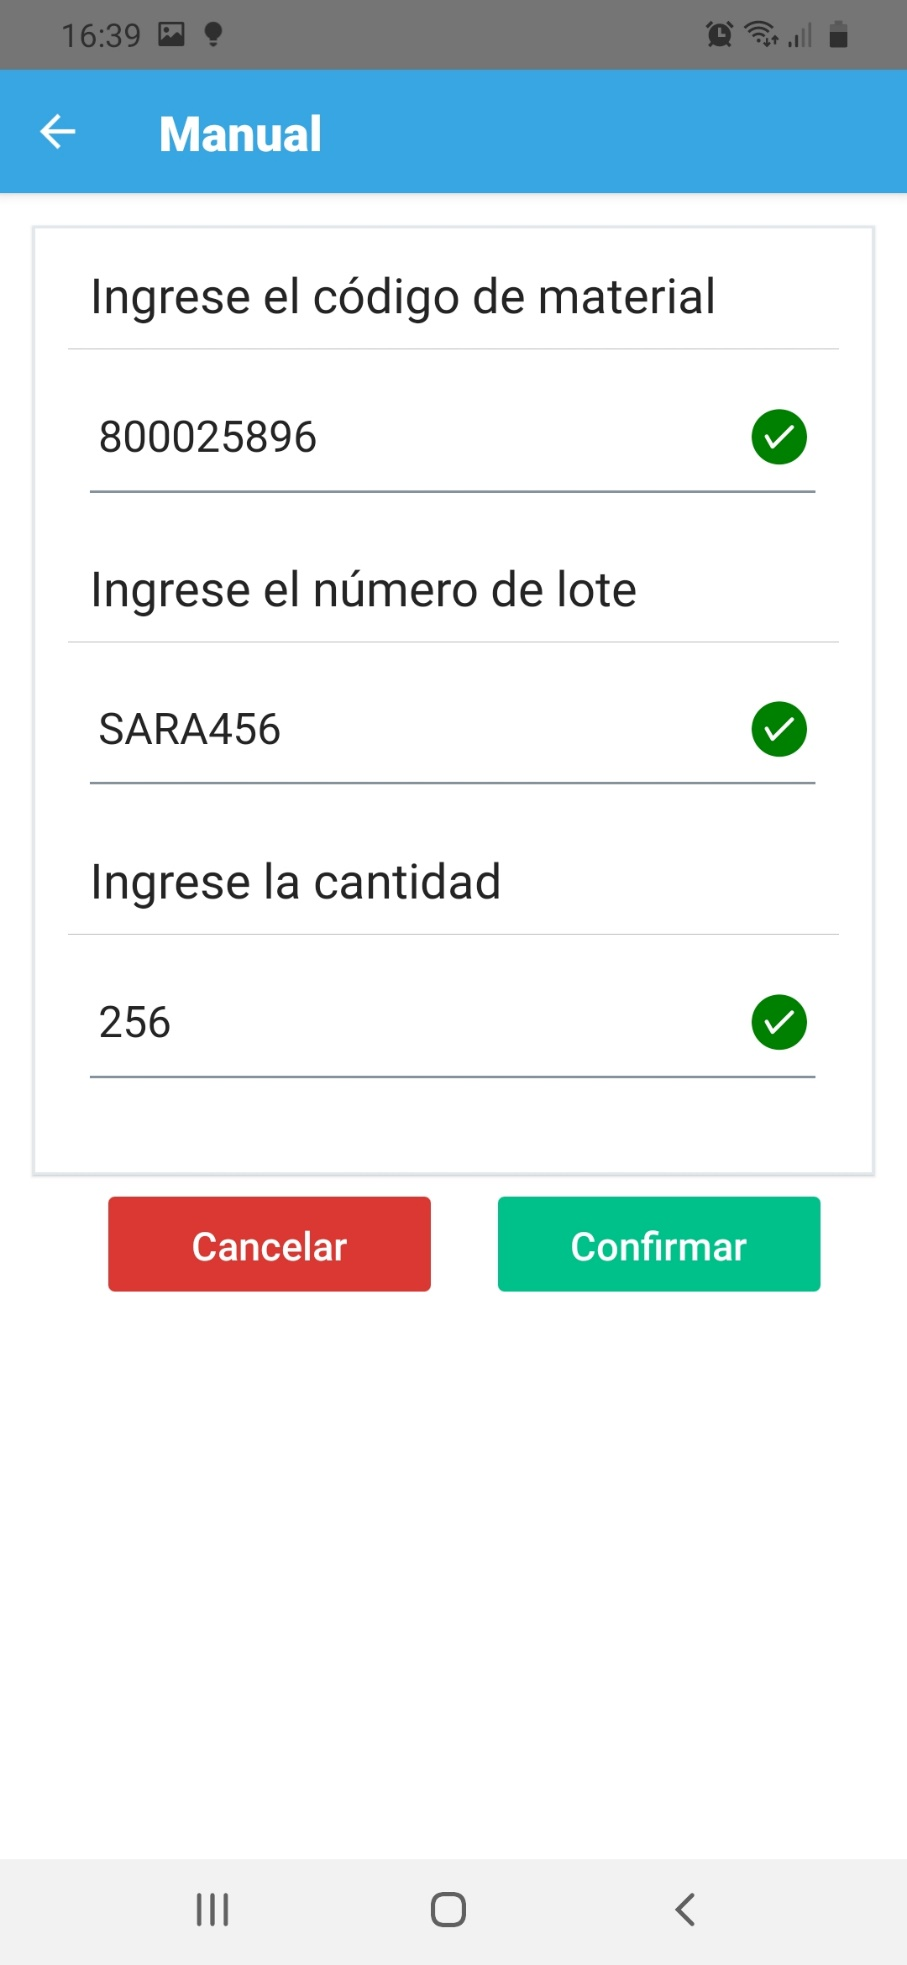 16:39
Manual
Ingrese el código de material
800025896
Ingrese el número de lote
SARA456
Ingrese la cantidad
256
Cancelar
Confirmar